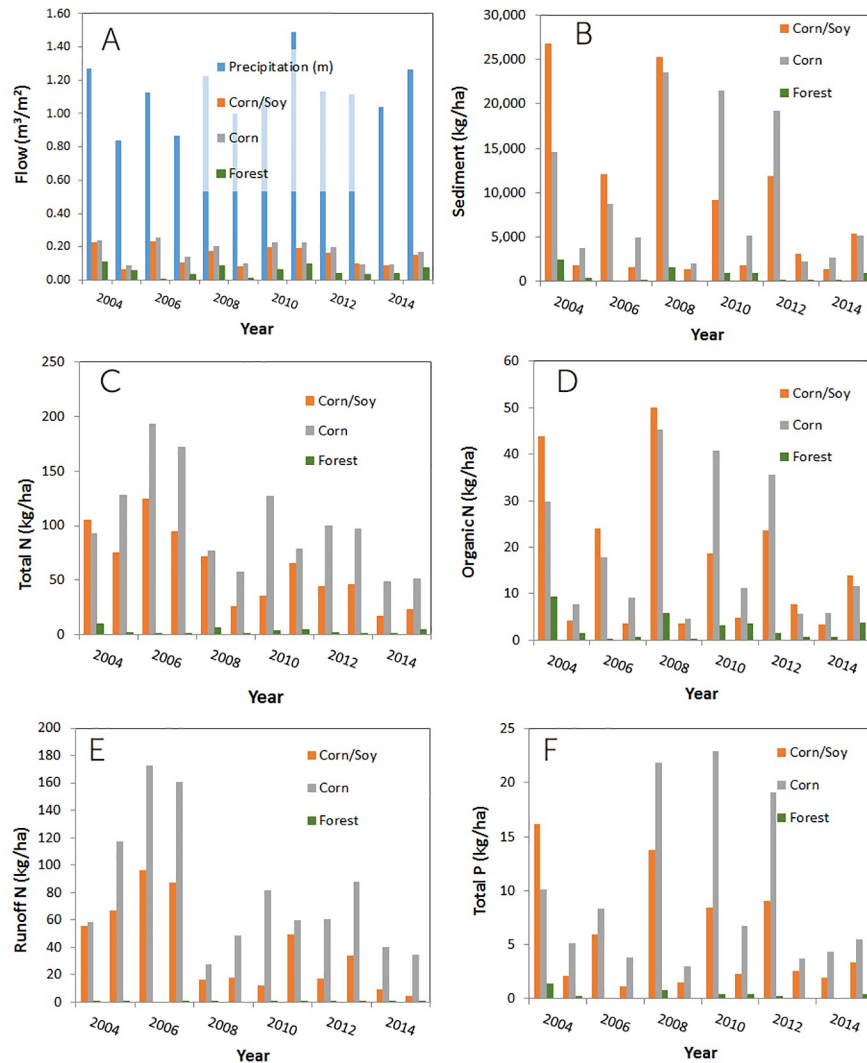 A
Flow (m³/m²)
1.60
1.40
1.20
1.00
0.80
0.60
0.40
0.20
0.00
Precipitation (m)
Corn/Soy
Corn
Forest
2004 2006 2008 2010 2012 2014
Year
B
Sediment (kg/ha)
30,000
25,000
20,000
15,000
10,000
5,000
0
Corn/Soy
Corn
Forest
2004 2006 2008 2010 2012 2014
Year
C
Total N (kg/ha)
250
200
150
100
50
0
Corn/Soy
Corn
Forest
2004 2006 2008 2010 2012 2014
Year
D
Organic N (kg/ha)
60
50
40
30
20
10
0
Corn/Soy
Corn
Forest
2004 2006 2008 2010 2012 2014
Year
E
Runoff N (kg/ha)
200
180
160
140
120
100
80
60
40
20
0
Corn/Soy
Corn
Forest
2004 2006 2008 2010 2012 2014
Year
F
Total P (kg/ha)
25
20
15
10
5
0
Corn/Soy
Corn
Forest
2004 2006 2008 2010 2012 2014
Year